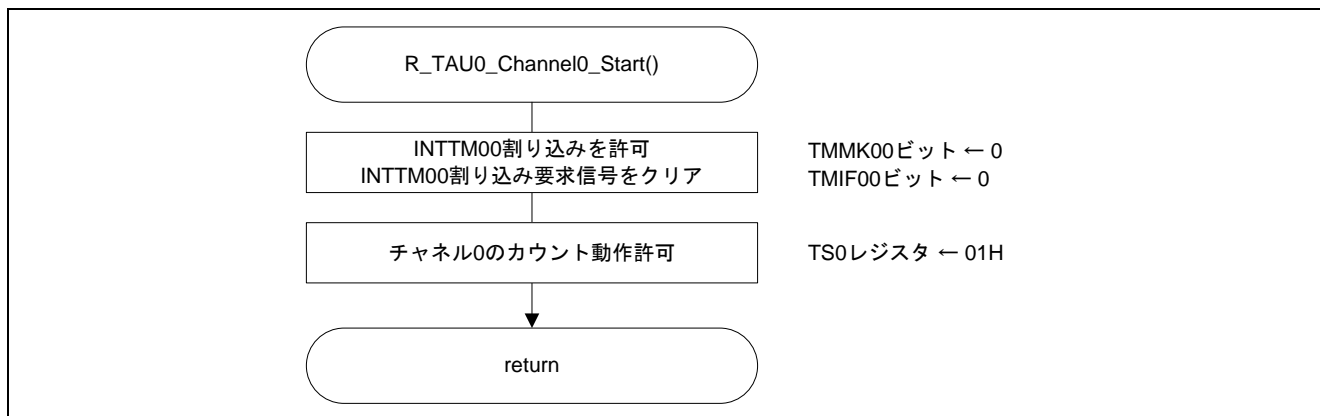 R_TAU0_Channel0_Start()
INTTM00割り込みを許可
INTTM00割り込み要求信号をクリア
TMMK00ビット ← 0
TMIF00ビット ← 0
チャネル0のカウント動作許可
TS0レジスタ ← 01H
return